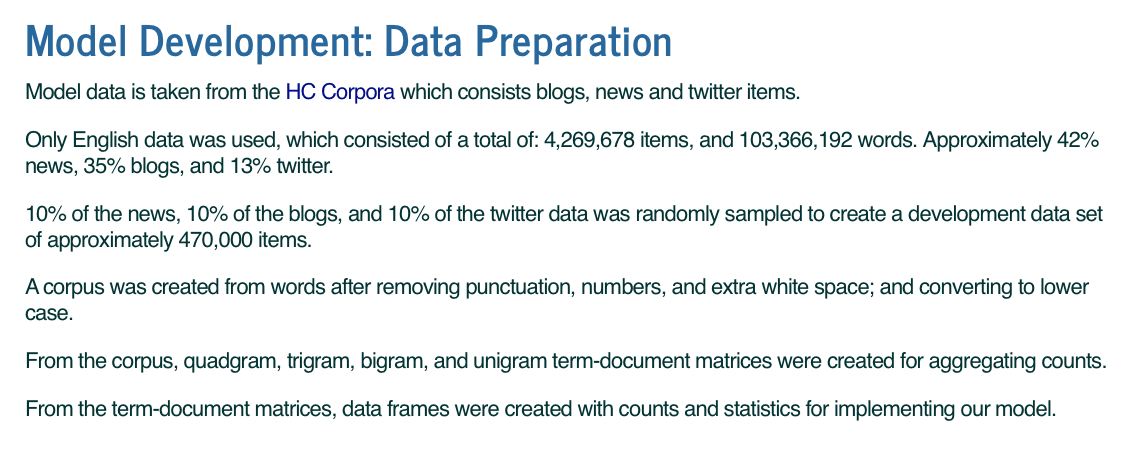 Model Development: Data Preparation
Model data is taken from the HC Corpora which consists blogs, news and twitter items.
Only English data was used, which consisted of a total of: 4,269,678 items, and 103,366,192 words. Approximately 42%
news, 35% blogs, and 13% twitter.
10% of the news, 10% of the blogs, and 10% of the twitter data was randomly sampled to create a development data set
of approximately 470,000 items.
A corpus was created from words after removing punctuation, numbers, and extra white space; and converting to lower
case.
From the corpus, quadgram, trigram, bigram, and unigram term-document matrices were created for aggregating counts.
From the term-document matrices, data frames were created with counts and statistics for implementing our model.